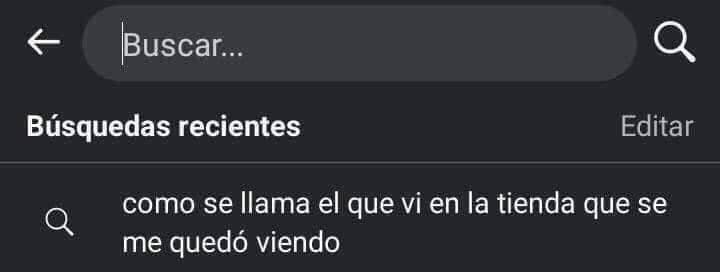 Buscar...
Búsquedas recientes Editar
como se llama el que vi en la tienda que se
me quedó viendo